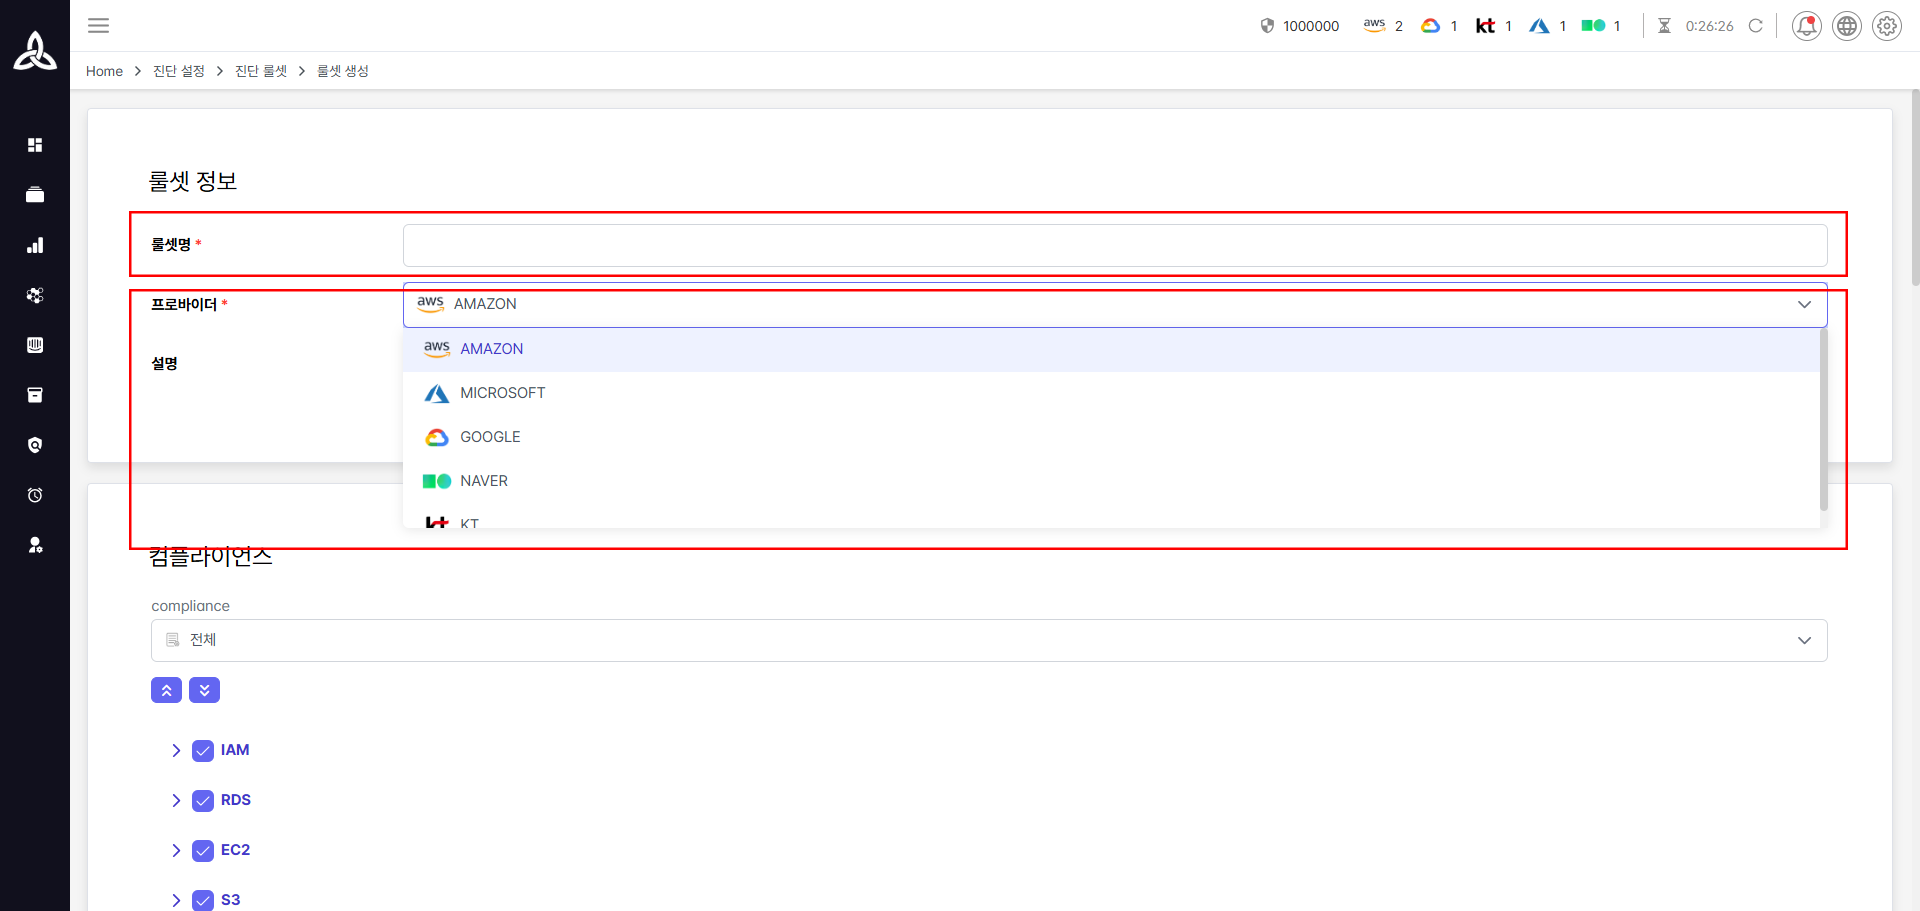 1000000 aws 2 1 kt 1 1 1 0:26:26
Home > 진단 설정 > 진단 룰셋 > 룰셋 생성
룰셋 정보
룰셋명 *
프로바이더 * aws AMAZON
aws AMAZON
설명
MICROSOFT
GOOGLE
NAVER
kt KT
컴플라이언스
compliance
전체
IAM
RDS
EC2
S3